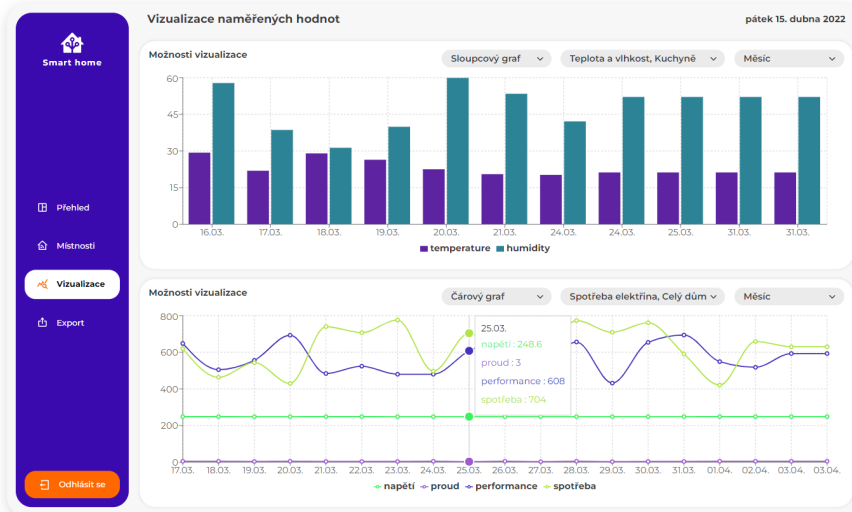 Smart home
Přehled
Místnosti
Vizualizace
Export
Odhlásit se
Vizualizace naměřených hodnot
pátek 15. dubna 2022
Možnosti vizualizace
Sloupcový graf
Teplota a vlhkost, Kuchyně
Měsíc
60
45
30
15
0
16.03. 17.03. 18.03. 19.03. 20.03. 21.03. 24.03. 24.03. 25.03. 31.03. 31.03.
temperature humidity
Možnosti vizualizace
Čárový graf
Spotřeba elektřina, Celý dům
Měsíc
800
600
400
200
0
25.03.
napětí : 248.6
proud : 3
performance : 608
spotřeba : 704
17.03. 18.03. 19.03. 20.03. 21.03. 22.03. 23.03. 24.03. 25.03. 26.03. 27.03. 28.03. 29.03. 30.03. 31.03. 01.04. 02.04. 03.04. 03.04.
napětí proud performance spotřeba